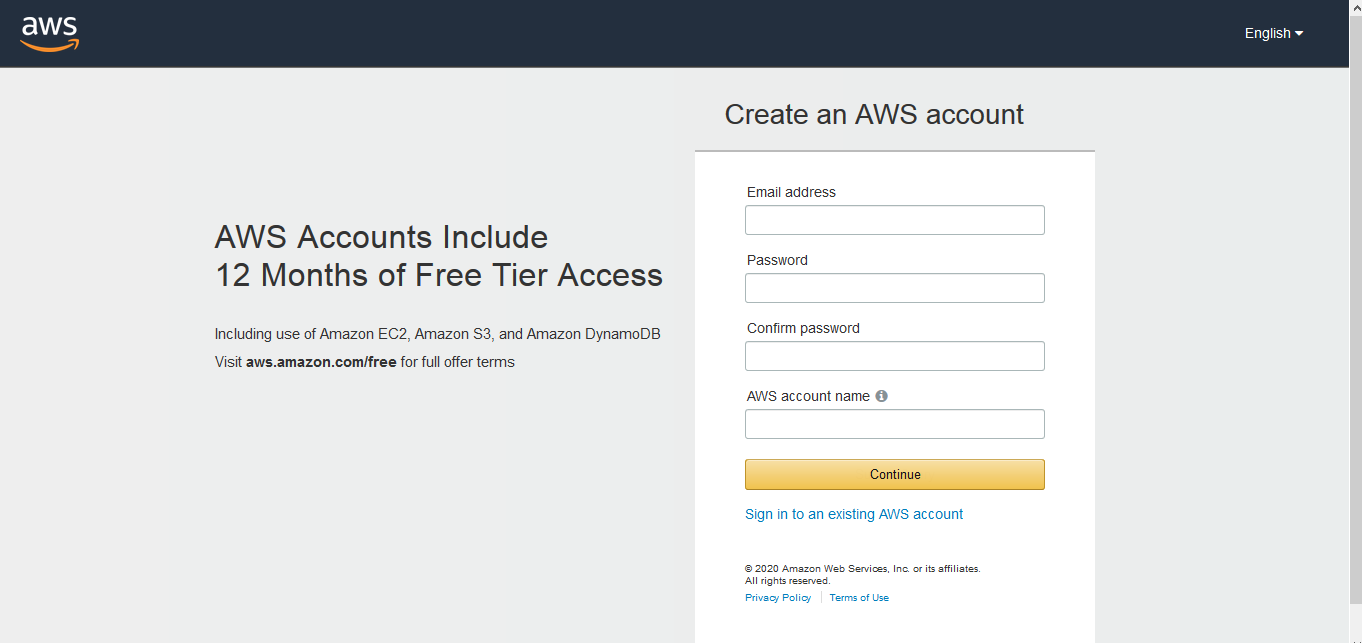 aws
English
Create an AWS account
AWS Accounts Include
12 Months of Free Tier Access
Including use of Amazon EC2, Amazon S3, and Amazon DynamoDB
Visit aws.amazon.com/free for full offer terms
Email address
Password
Confirm password
AWS account name
Continue
Sign in to an existing AWS account
© 2020 Amazon Web Services, Inc. or its affiliates.
All rights reserved.
Privacy Policy | Terms of Use